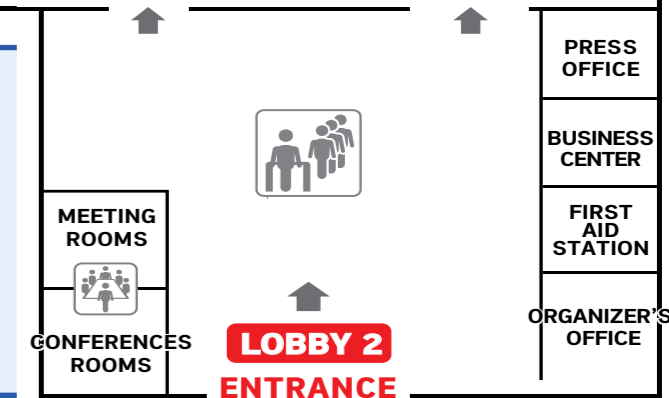 PRESS
OFFICE
BUSINESS
CENTER
MEETING
ROOMS
FIRST
AID
STATION
CONFERENCES
ROOMS
ORGANIZER'S
OFFICE
LOBBY 2
ENTRANCE